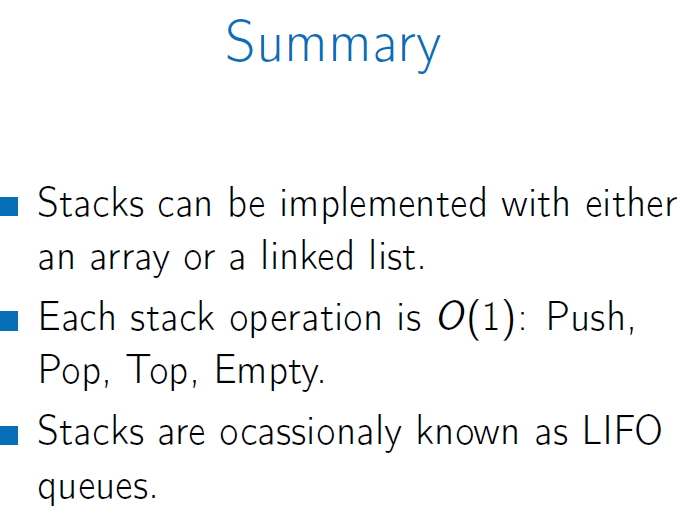 Summary
Stacks can be implemented with either
an array or a linked list.
Each stack operation is O(1): Push,
Pop, Top, Empty.
Stacks are ocassionaly known as LIFO
queues.